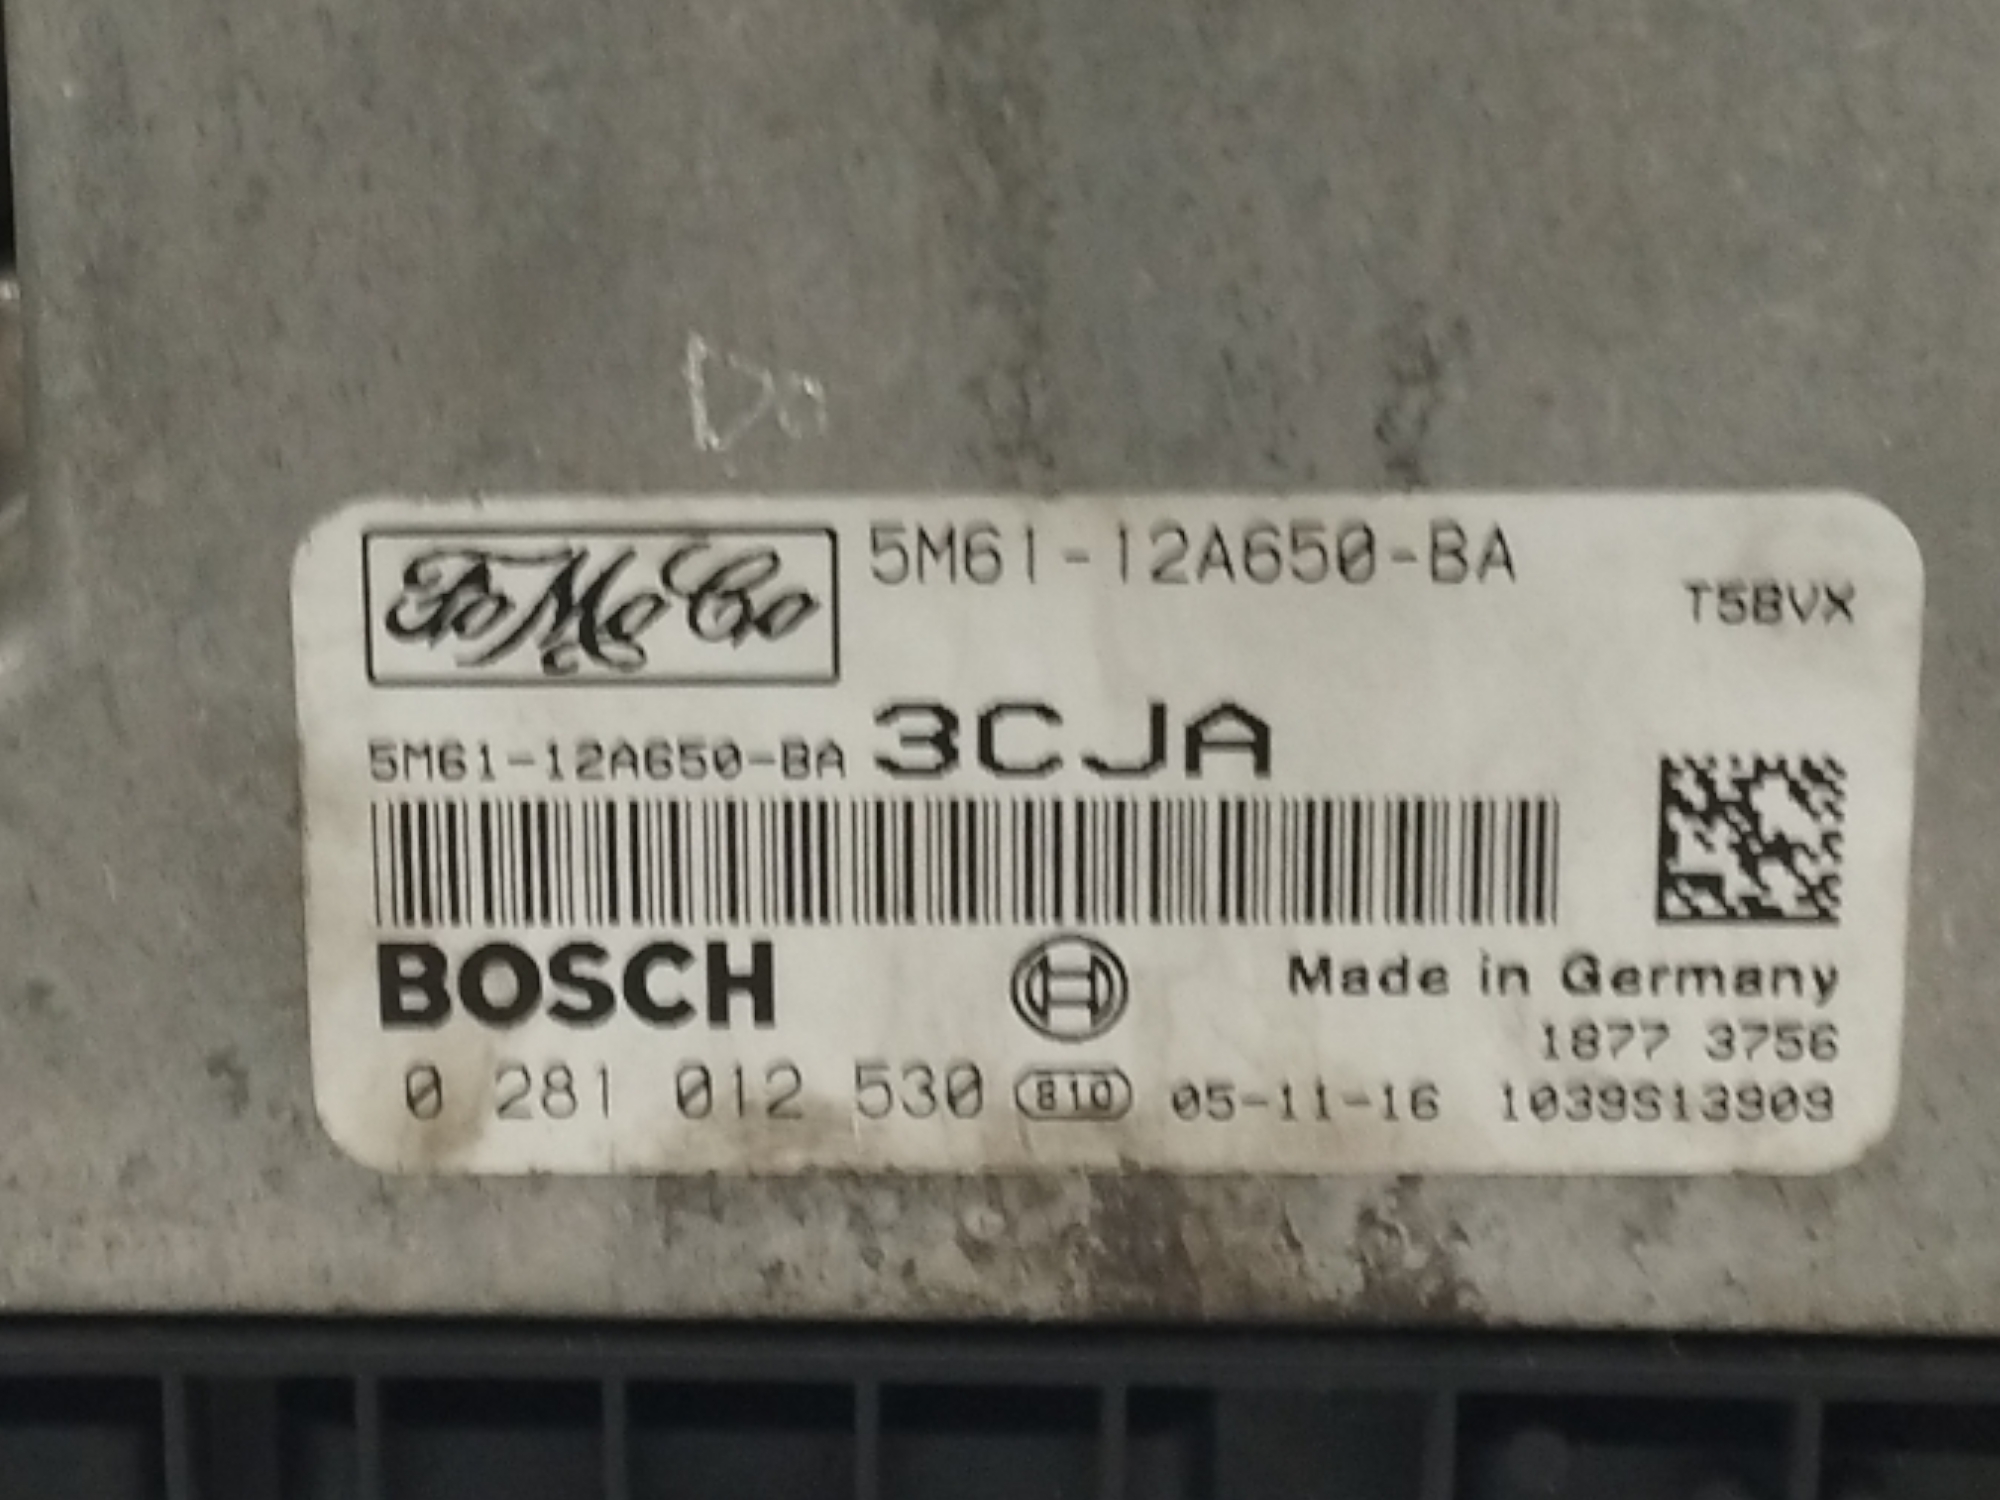 FoMoCo 5M61-12A650-BA
T5BVX
5M61-12A650-BA 3CJA
BOSCH
Made in Germany
1877 3756
0 281 012 530 810 05-11-16 1039S13909